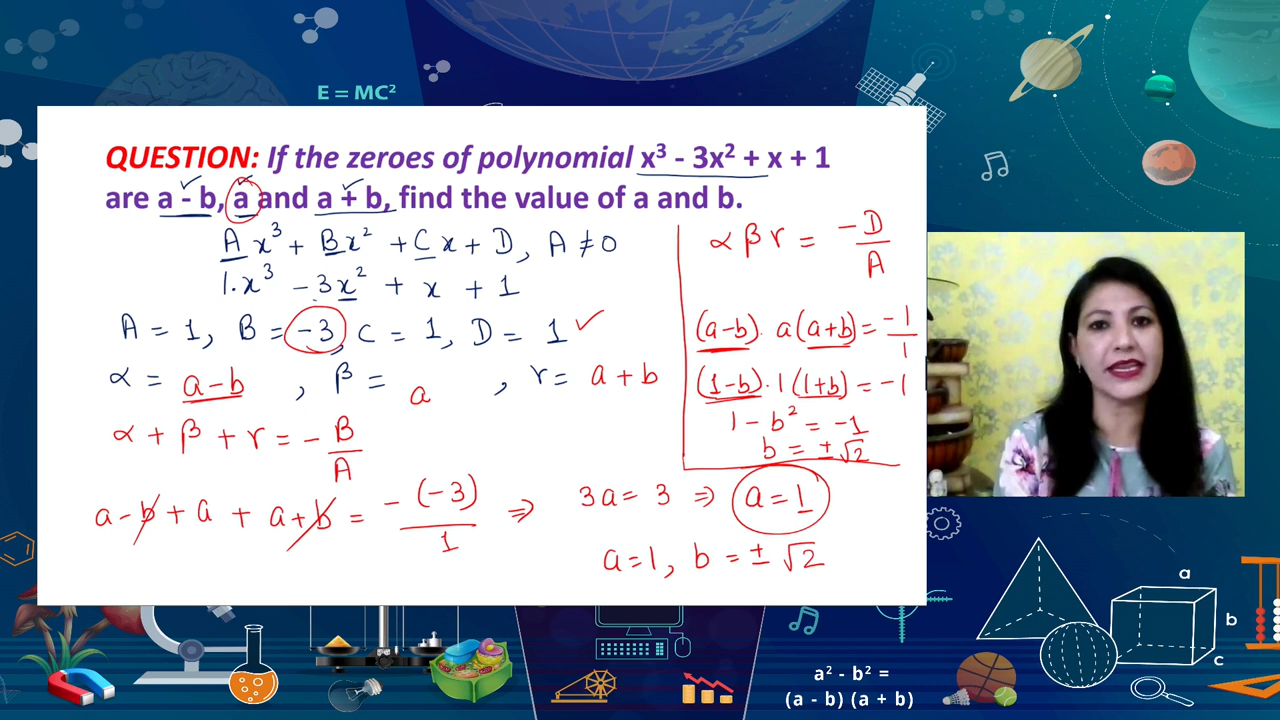 E = MC²
QUESTION: If the zeroes of polynomial x³ - 3x² + x + 1
are a - b, a and a + b, find the value of a and b.
Ax³ + Bx² + Cx + D, A ≠ 0
1.x³ - 3x² + x + 1
A = 1, B = -3, C = 1, D = 1 ✓
α = a-b , β = a , r = a + b
α + β + r = - B/A
a - b + a + a + b = - (-3)/1 ⇒ 3a = 3 ⇒ a = 1
a = 1, b = ± √2
α β r = -D/A
(a-b). a(a+b) = -1/1
(1-b).1(1+b) = -1
1 - b² = -1
b = ±√2
a
b
c
a² - b² =
(a - b) (a + b)